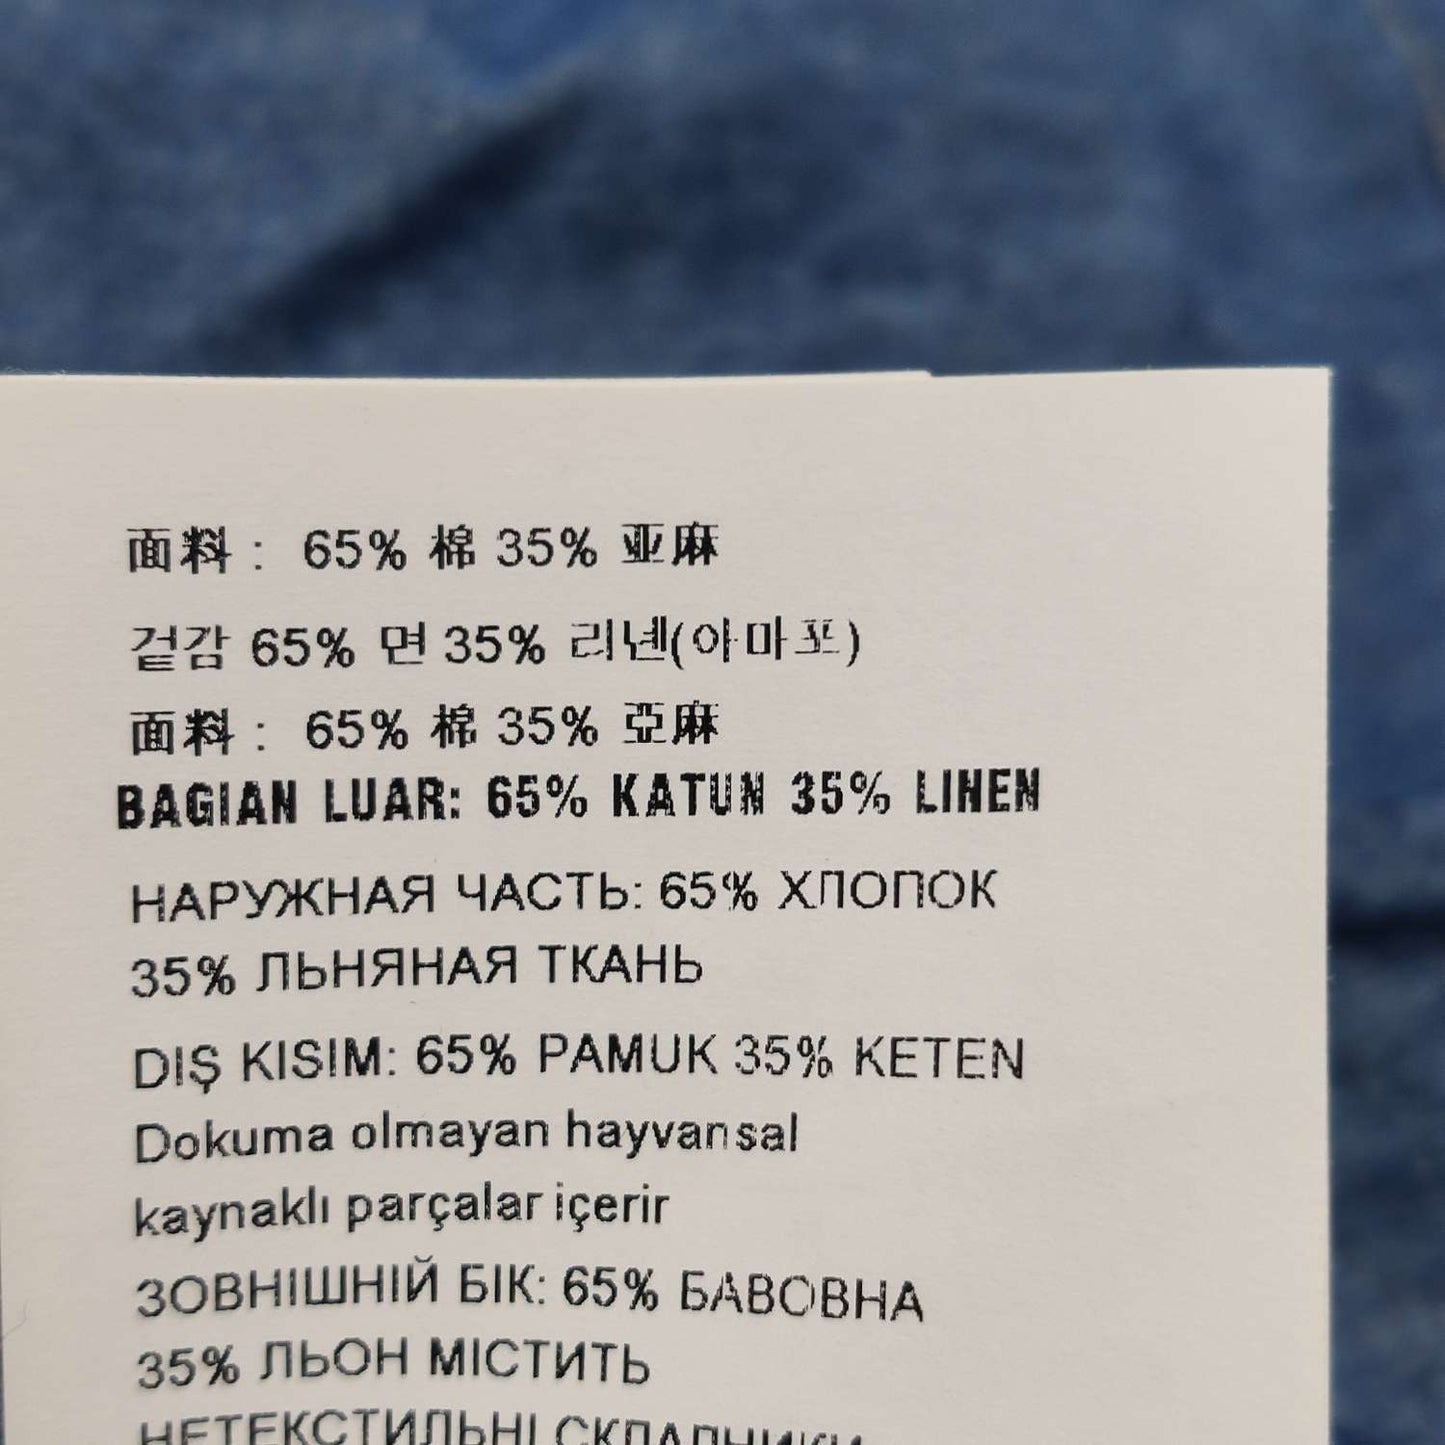 面料： 65% 棉 35% 亚麻
겉감 65% 면 35% 리넨(아마포)
面料： 65% 棉 35% 亞麻
BAGIAN LUAR: 65% KATUN 35% LINEN
НАРУЖНАЯ ЧАСТЬ: 65% ХЛОПОК
35% ЛЬНЯНАЯ ТКАНЬ
DIŞ KISIM: 65% PAMUK 35% KETEN
Dokuma olmayan hayvansal
kaynaklı parçalar içerir
ЗОВНІШНІЙ БІК: 65% БАВОВНА
35% ЛЬОН МІСТИТЬ
НЕТЕКСТИЛЬНІ СКЛАДНИКИ